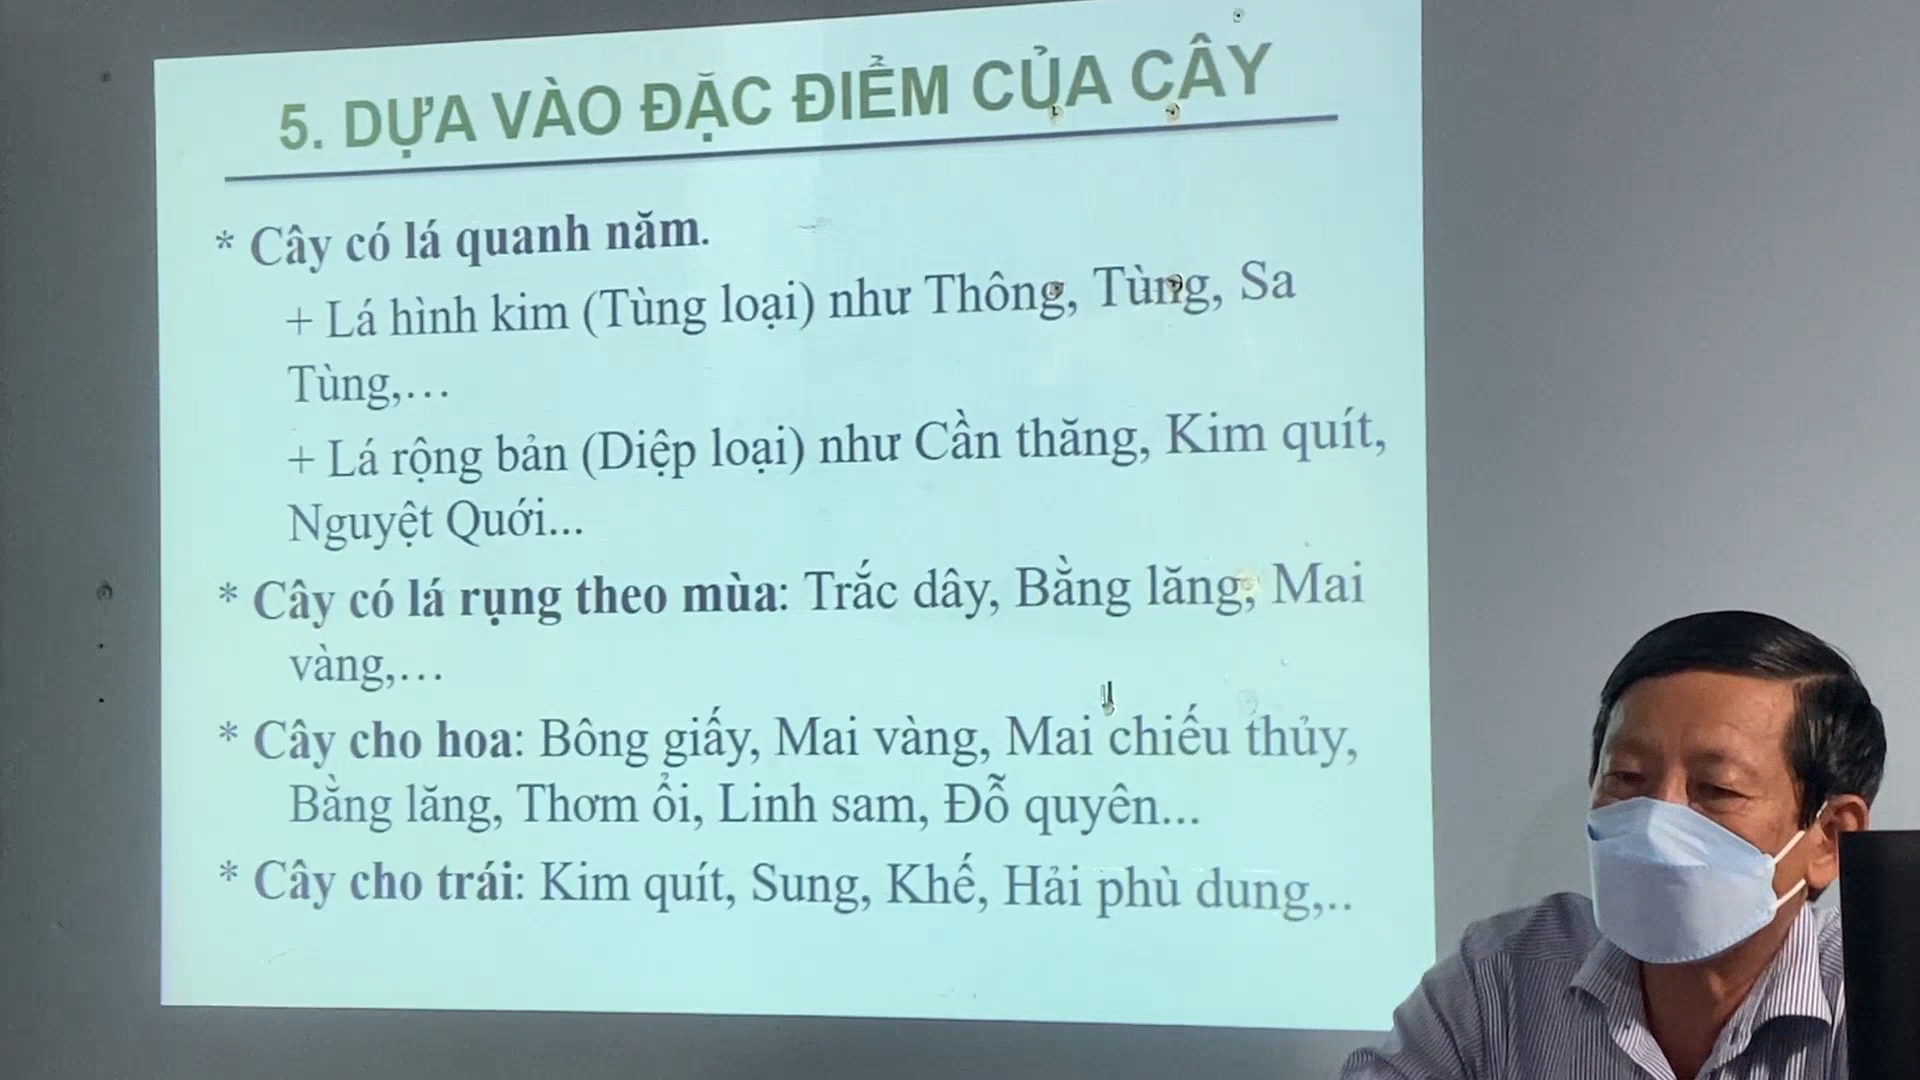 5. DỰA VÀO ĐẶC ĐIỂM CỦA CÂY
* Cây có lá quanh năm.
+ Lá hình kim (Tùng loại) như Thông, Tùng, Sa
Tùng,…
+ Lá rộng bản (Diệp loại) như Cần thăng, Kim quít,
Nguyệt Quới...
* Cây có lá rụng theo mùa: Trắc dây, Bằng lăng, Mai
vàng,…
* Cây cho hoa: Bông giấy, Mai vàng, Mai chiếu thủy,
Bằng lăng, Thơm ổi, Linh sam, Đỗ quyên...
* Cây cho trái: Kim quít, Sung, Khế, Hải phù dung,..